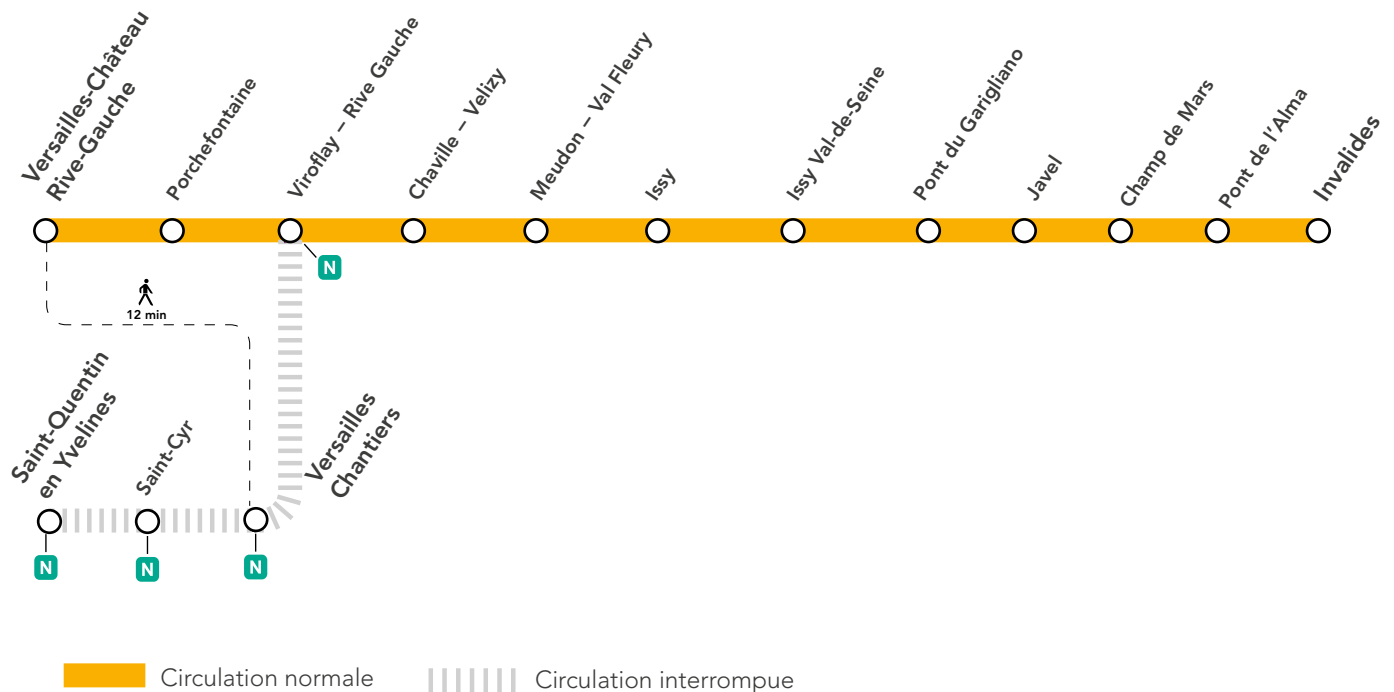 Versailles-Château
Rive-Gauche
Porchefontaine
Viroflay – Rive Gauche
Chaville – Velizy
Meudon – Val Fleury
Issy
Issy Val-de-Seine
Pont du Garigliano
Javel
Champ de Mars
Pont de l'Alma
Invalides
N
12 min
Saint-Quentin
en Yvelines
Saint-Cyr
Versailles
Chantiers
N
N
N
Circulation normale
Circulation interrompue